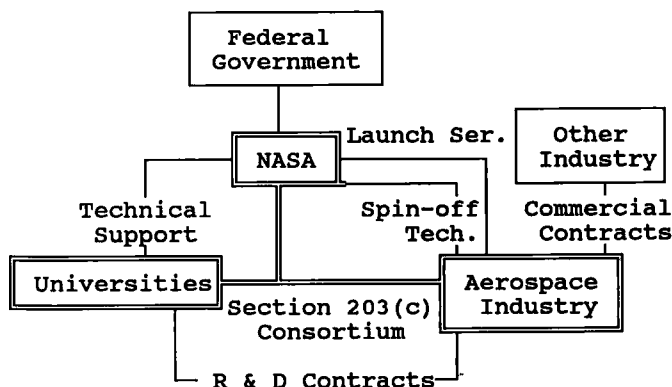 Federal
Government
Launch Ser.
NASA
Other
Industry
Technical
Support
Spin-off
Tech.
Commercial
Contracts
Universities
Aerospace
Industry
Section 203(c)
Consortium
R & D Contracts